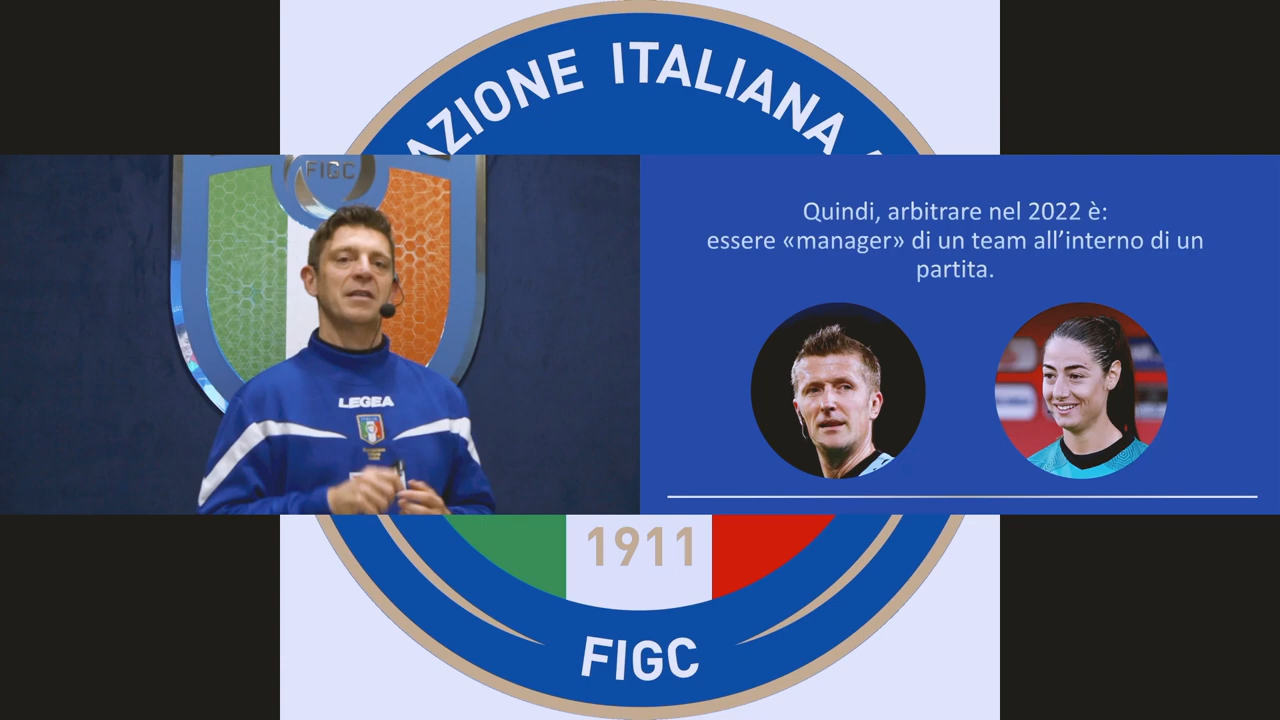 AZIONE ITALIANA
FIGC
LEGEA
Quindi, arbitrare nel 2022 è:
essere «manager» di un team all’interno di un
partita.
1911
FIGC